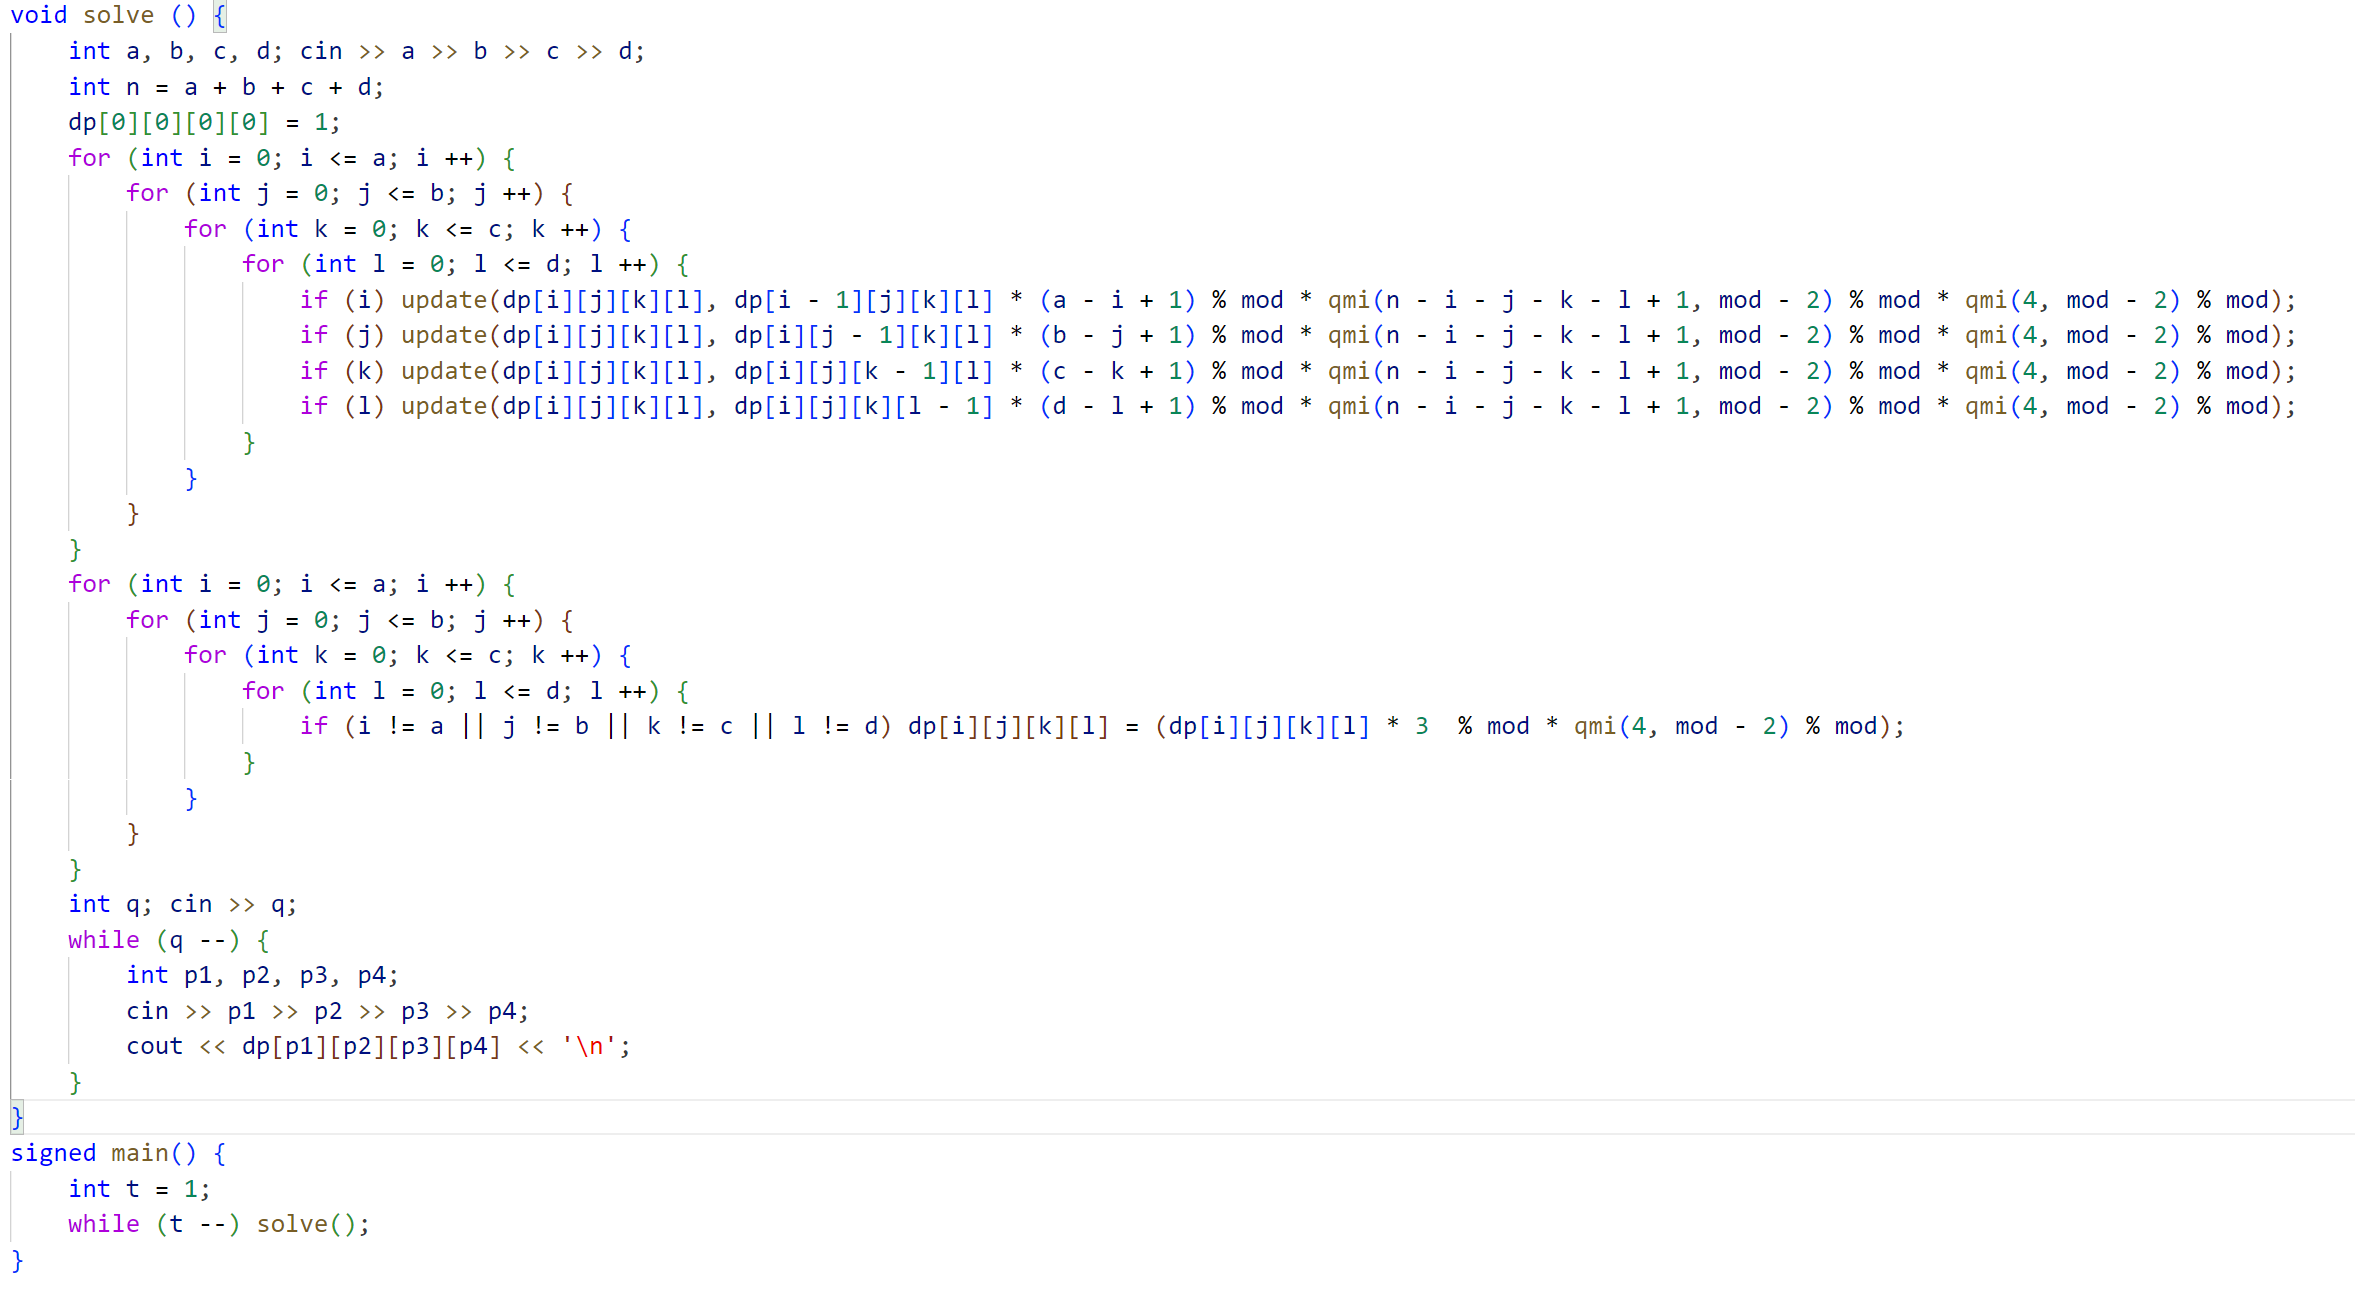 void solve () {
    int a, b, c, d; cin >> a >> b >> c >> d;
    int n = a + b + c + d;
    dp[0][0][0][0] = 1;
    for (int i = 0; i <= a; i ++) {
        for (int j = 0; j <= b; j ++) {
            for (int k = 0; k <= c; k ++) {
                for (int l = 0; l <= d; l ++) {
                    if (i) update(dp[i][j][k][l], dp[i - 1][j][k][l] * (a - i + 1) % mod * qmi(n - i - j - k - l + 1, mod - 2) % mod * qmi(4, mod - 2) % mod);
                    if (j) update(dp[i][j][k][l], dp[i][j - 1][k][l] * (b - j + 1) % mod * qmi(n - i - j - k - l + 1, mod - 2) % mod * qmi(4, mod - 2) % mod);
                    if (k) update(dp[i][j][k][l], dp[i][j][k - 1][l] * (c - k + 1) % mod * qmi(n - i - j - k - l + 1, mod - 2) % mod * qmi(4, mod - 2) % mod);
                    if (l) update(dp[i][j][k][l], dp[i][j][k][l - 1] * (d - l + 1) % mod * qmi(n - i - j - k - l + 1, mod - 2) % mod * qmi(4, mod - 2) % mod);
                }
            }
        }
    }
    for (int i = 0; i <= a; i ++) {
        for (int j = 0; j <= b; j ++) {
            for (int k = 0; k <= c; k ++) {
                for (int l = 0; l <= d; l ++) {
                    if (i != a || j != b || k != c || l != d) dp[i][j][k][l] = (dp[i][j][k][l] * 3  % mod * qmi(4, mod - 2) % mod);
                }
            }
        }
    }
    int q; cin >> q;
    while (q --) {
        int p1, p2, p3, p4;
        cin >> p1 >> p2 >> p3 >> p4;
        cout << dp[p1][p2][p3][p4] << '\n';
    }
}
signed main() {
    int t = 1;
    while (t --) solve();
}